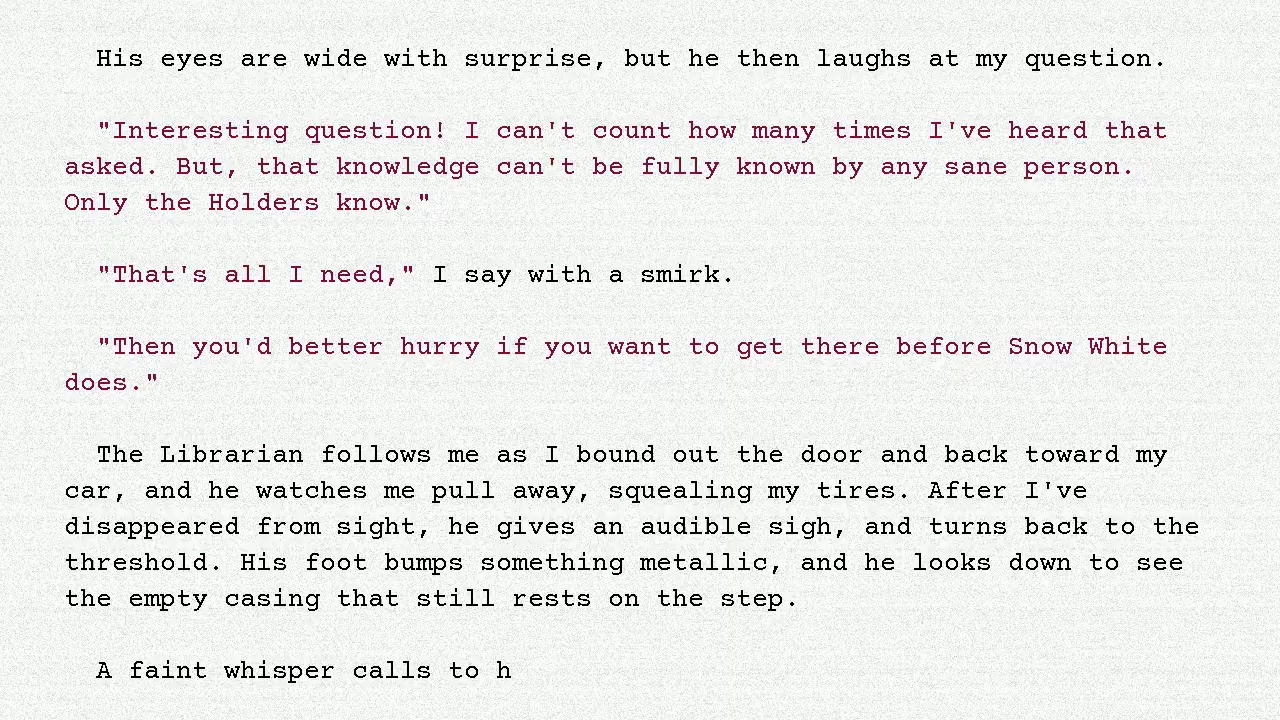 His eyes are wide with surprise, but he then laughs at my question.
"Interesting question! I can't count how many times I've heard that
asked. But, that knowledge can't be fully known by any sane person.
Only the Holders know."
"That's all I need," I say with a smirk.
"Then you'd better hurry if you want to get there before Snow White
does."
The Librarian follows me as I bound out the door and back toward my
car, and he watches me pull away, squealing my tires. After I've
disappeared from sight, he gives an audible sigh, and turns back to the
threshold. His foot bumps something metallic, and he looks down to see
the empty casing that still rests on the step.
A faint whisper calls to h